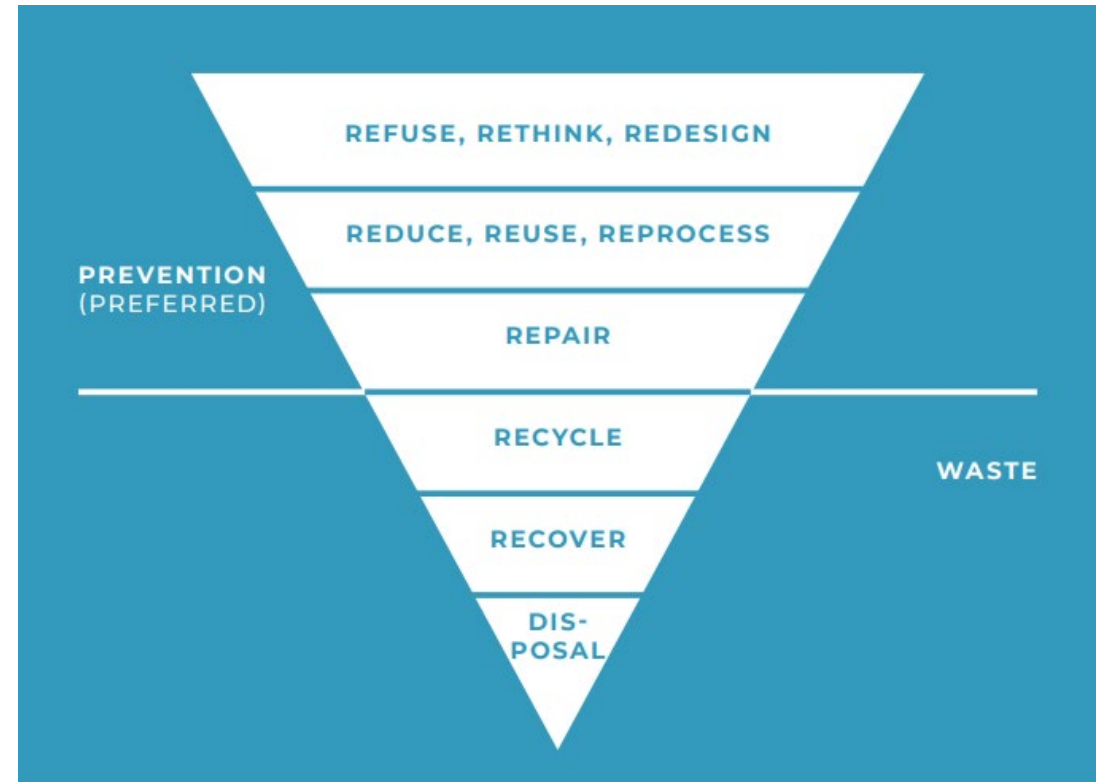 REFUSE, RETHINK, REDESIGN
REDUCE, REUSE, REPROCESS
PREVENTION
(PREFERRED)
REPAIR
RECYCLE
WASTE
RECOVER
DIS-
POSAL